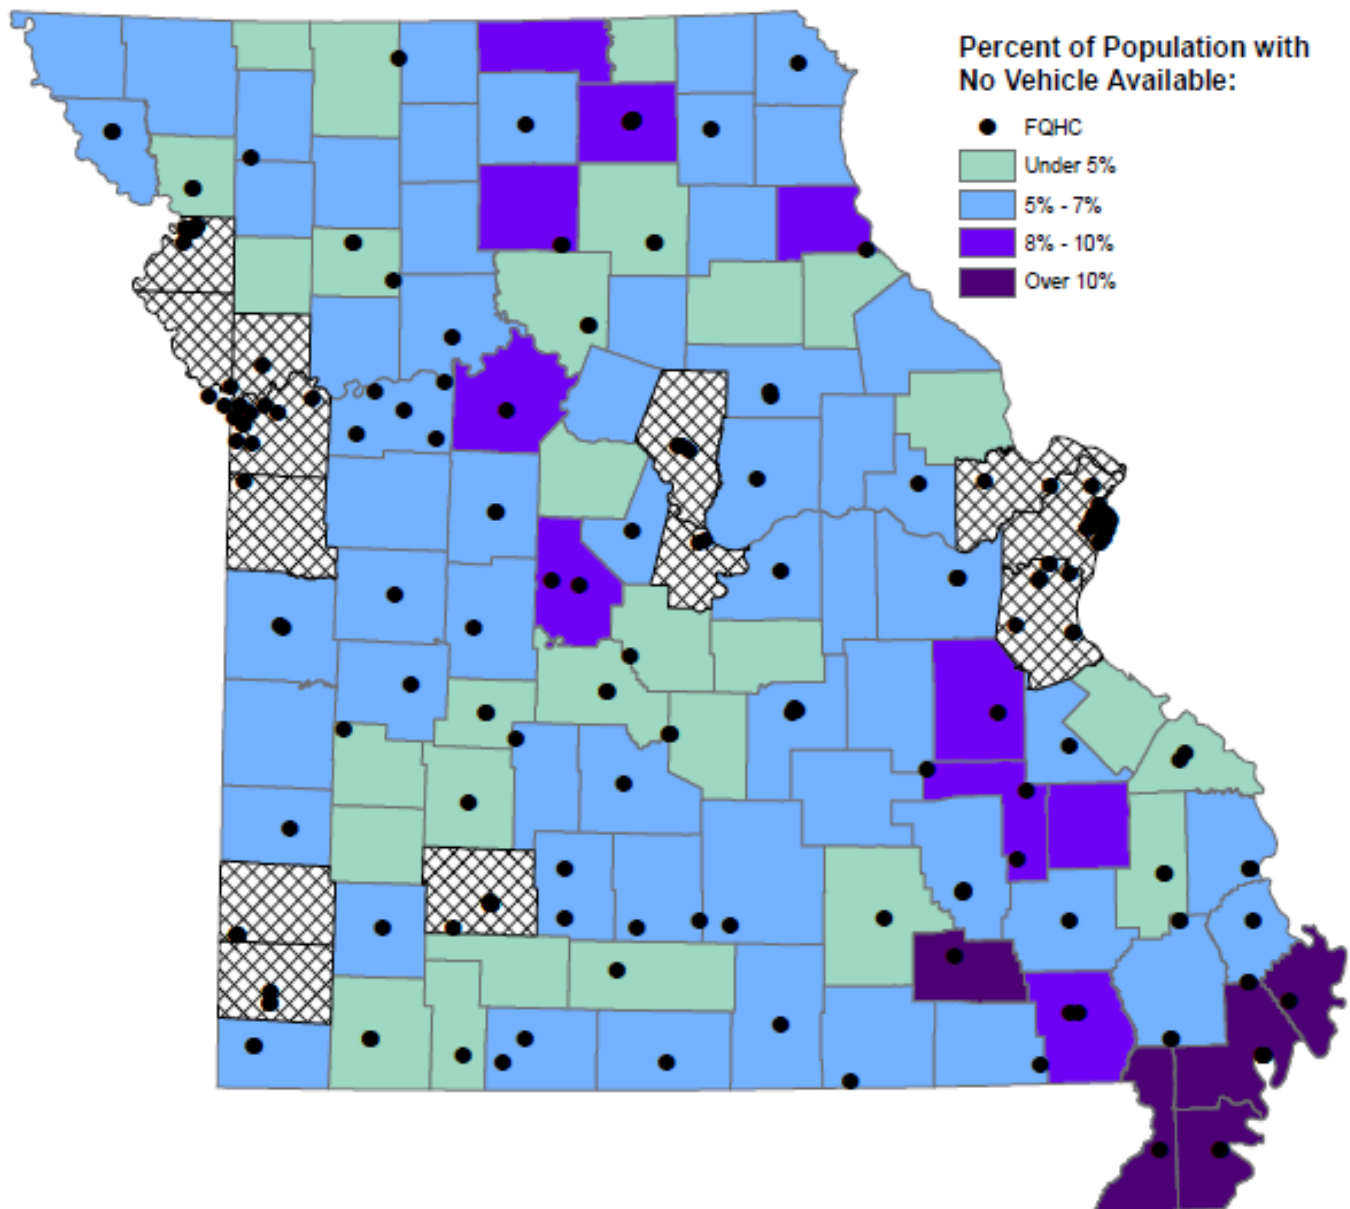 Percent of Population with
No Vehicle Available:
FQHC
Under 5%
5% - 7%
8% - 10%
Over 10%